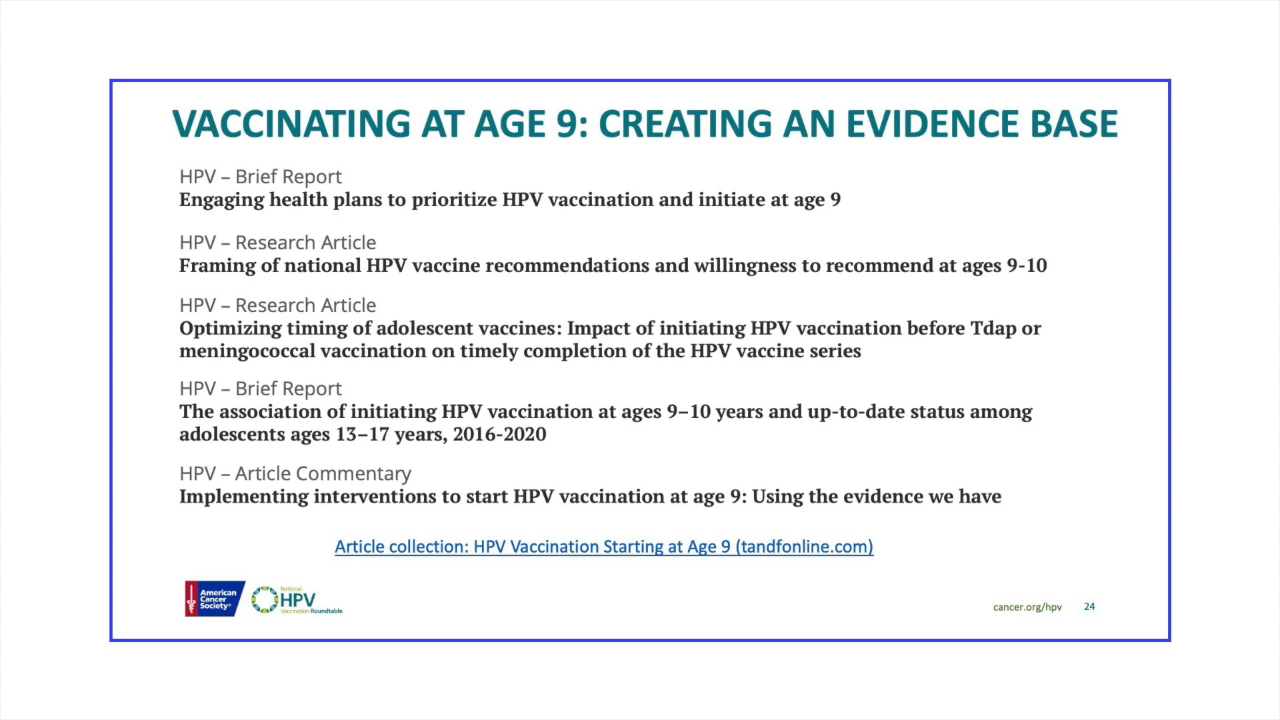 VACCINATING AT AGE 9: CREATING AN EVIDENCE BASE
HPV – Brief Report
Engaging health plans to prioritize HPV vaccination and initiate at age 9
HPV – Research Article
Framing of national HPV vaccine recommendations and willingness to recommend at ages 9-10
HPV – Research Article
Optimizing timing of adolescent vaccines: Impact of initiating HPV vaccination before Tdap or
meningococcal vaccination on timely completion of the HPV vaccine series
HPV – Brief Report
The association of initiating HPV vaccination at ages 9–10 years and up-to-date status among
adolescents ages 13–17 years, 2016-2020
HPV – Article Commentary
Implementing interventions to start HPV vaccination at age 9: Using the evidence we have
Article collection: HPV Vaccination Starting at Age 9 (tandfonline.com)
American
Cancer
Society®
National
HPV
Vaccination Roundtable
cancer.org/hpv
24